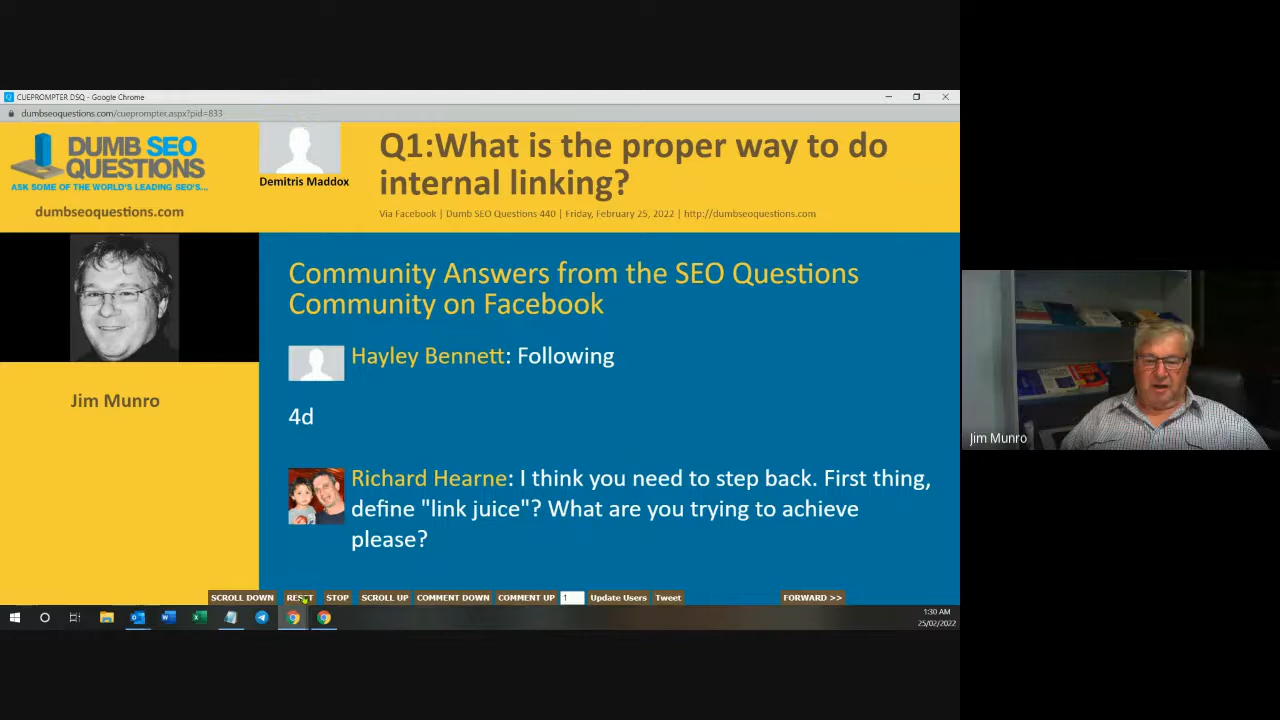 CUEPROMPTER DSQ - Google Chrome
dumbseoquestions.com/cueprompter.aspx?pid=833
DUMB SEO
QUESTIONS
ASK SOME OF THE WORLD'S LEADING SEO'S...
dumbseoquestions.com
Demitris Maddox
Q1:What is the proper way to do
internal linking?
Via Facebook | Dumb SEO Questions 440 | Friday, February 25, 2022 | http://dumbseoquestions.com
Jim Munro
Community Answers from the SEO Questions
Community on Facebook
Hayley Bennett: Following
4d
Richard Hearne: I think you need to step back. First thing,
define "link juice"? What are you trying to achieve
please?
Jim Munro
SCROLL DOWN RESET STOP SCROLL UP COMMENT DOWN COMMENT UP 1 Update Users Tweet FORWARD >>
1:30 AM
25/02/2022